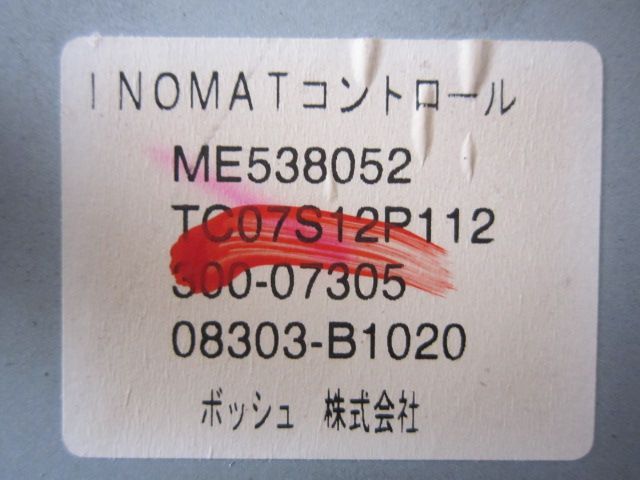 INOMATコントロール
ME538052
TC07S12P112
300-07305
08303-B1020
ボッシュ 株式会社